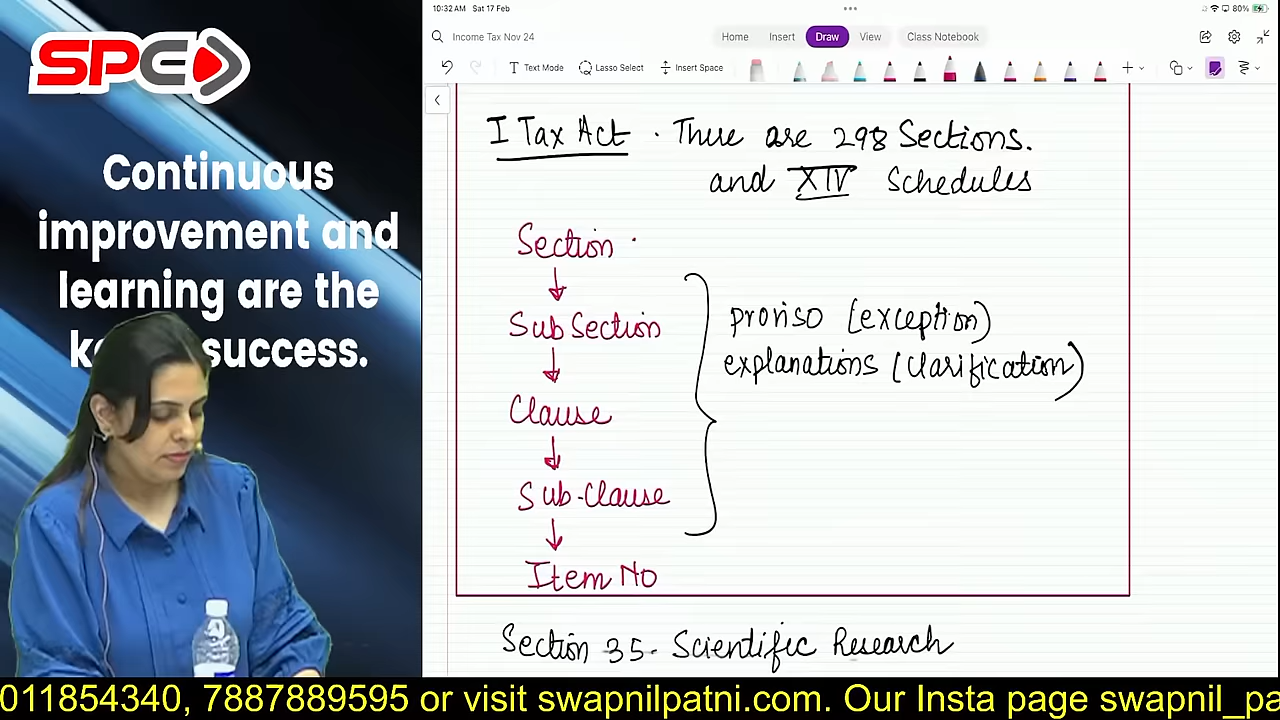 10:32 AM Sat 17 Feb
80%
Income Tax Nov 24
Home Insert Draw View Class Notebook
Text Mode Lasso Select Insert Space
SPC
Continuous
improvement and
learning are the
success.
I Tax Act . There are 298 Sections.
and XIV Schedules
Section .
Sub Section
Clause
Sub-Clause
Item No
proviso (exception)
explanations (clarification)
Section 35. Scientific Research
011854340, 7887889595 or visit swapnilpatni.com. Our Insta page swapnil_pa